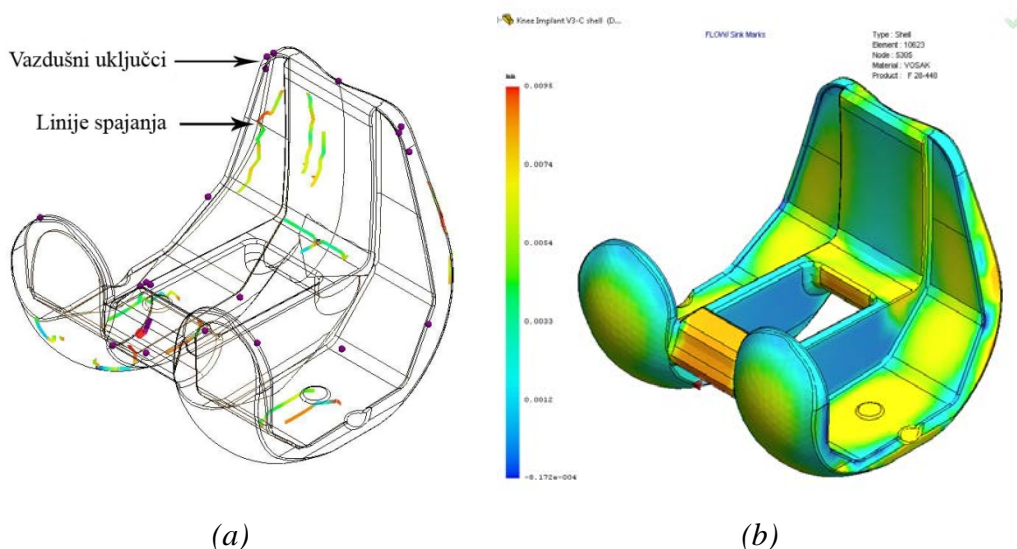 Vazdušni uključci
Linije spajanja
(a)
Knee Implant V3-C shell (D...
FLOW/ Sink Marks
Type : Shell
Element : 10623
Node : 5305
Material : VOSAK
Product : F 28-440
0.0095
0.0074
0.0054
0.0033
0.0012
-8.172e-004
(b)